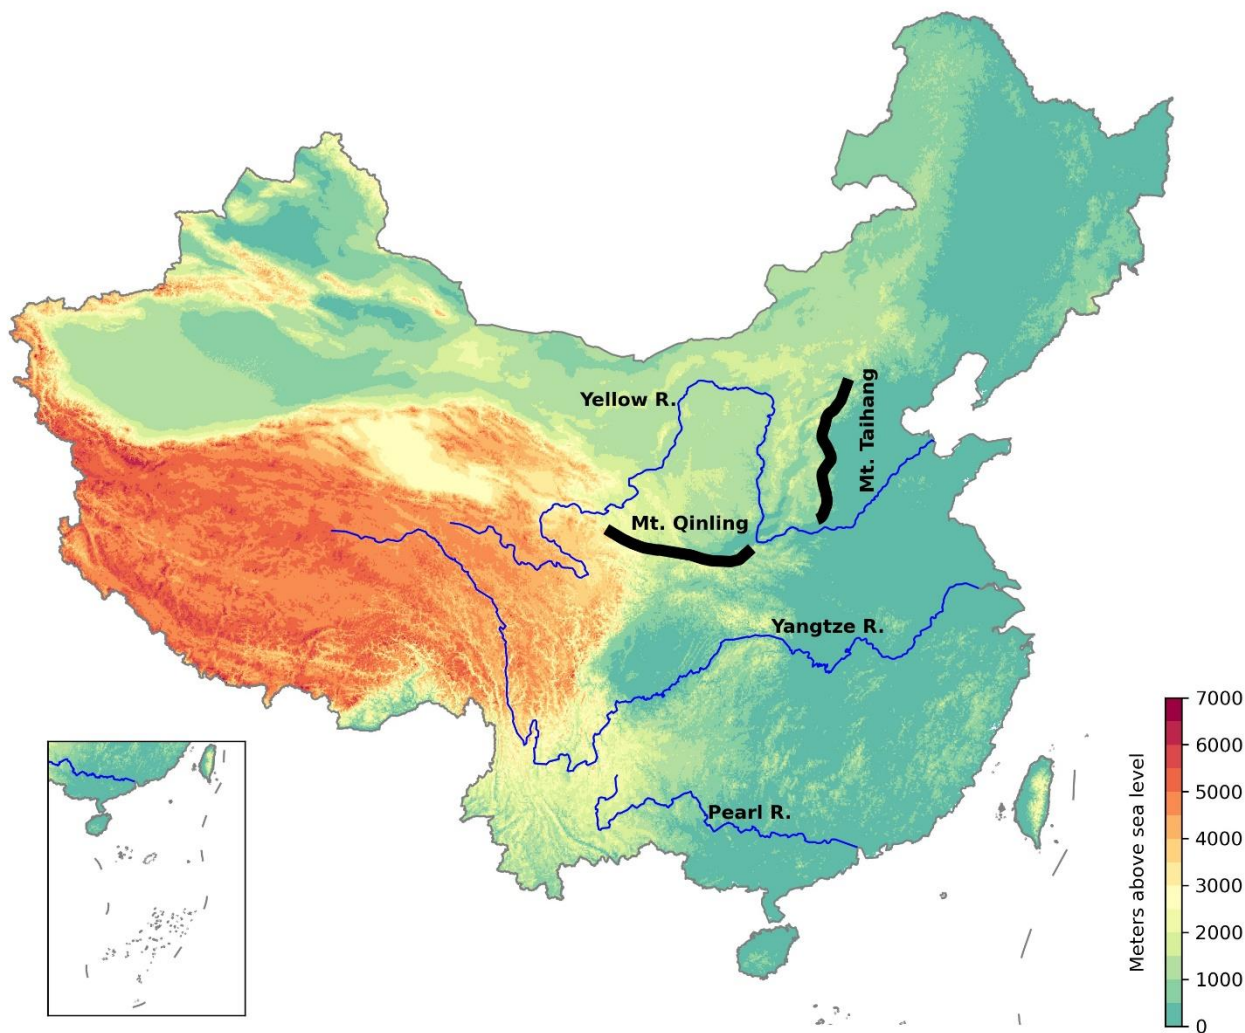 Yellow R.
Mt. Taihang
Mt. Qinling
Yangtze R.
Pearl R.
Meters above sea level
7000
6000
5000
4000
3000
2000
1000
0